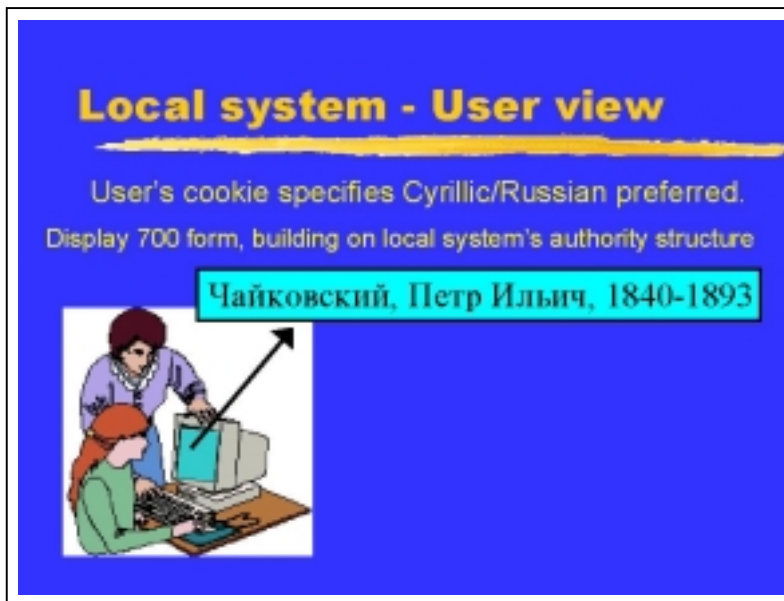 Local system - User view
User's cookie specifies Cyrillic/Russian preferred.
Display 700 form, building on local system's authority structure
Чайковский, Петр Ильич, 1840-1893